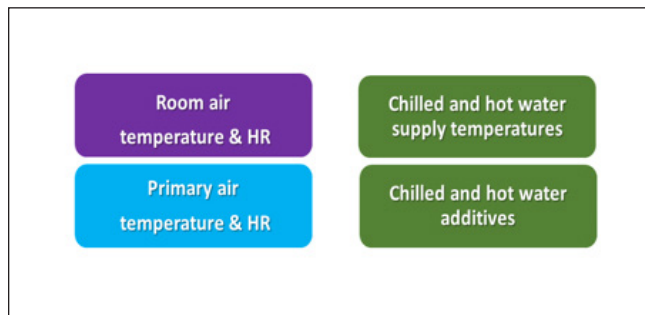 Room air
temperature & HR
Primary air
temperature & HR
Chilled and hot water
supply temperatures
Chilled and hot water
additives